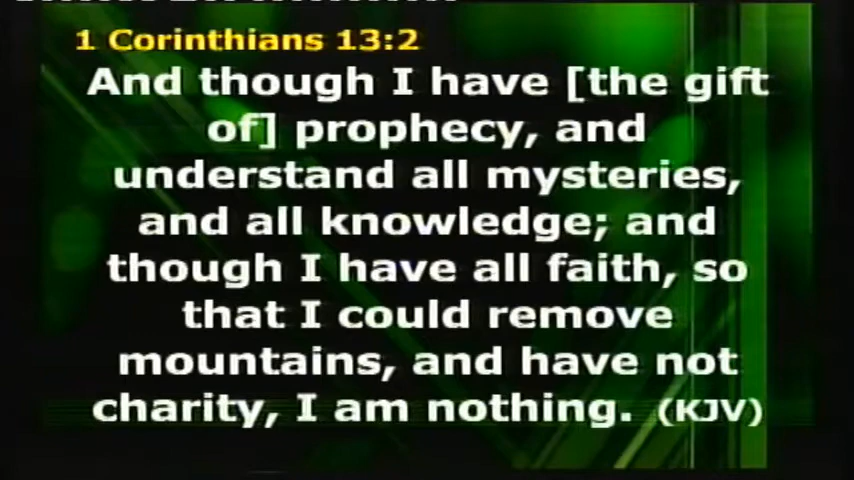 1 Corinthians 13:2
And though I have [the gift
of] prophecy, and
understand all mysteries,
and all knowledge; and
though I have all faith, so
that I could remove
mountains, and have not
charity, I am nothing. (KJV)